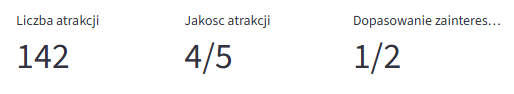 Liczba atrakcji Jakosc atrakcji Dopasowanie zainteres…
142 4/5 1/2